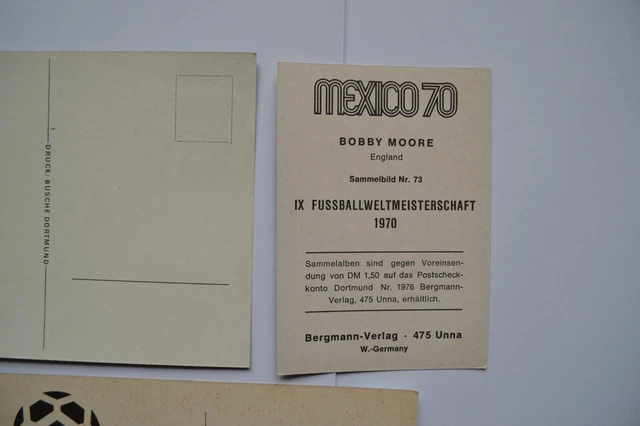 DRUCK: BUSCHE DORTMUND
MEXICO 70
BOBBY MOORE
England
Sammelbild Nr. 73
IX FUSSBALLWELTMEISTERSCHAFT
1970
Sammelalben sind gegen Voreinsen-
dung von DM 1,50 auf das Postscheck-
konto Dortmund Nr. 1976 Bergmann-
Verlag, 475 Unna, erhältlich.
Bergmann-Verlag · 475 Unna
W.-Germany